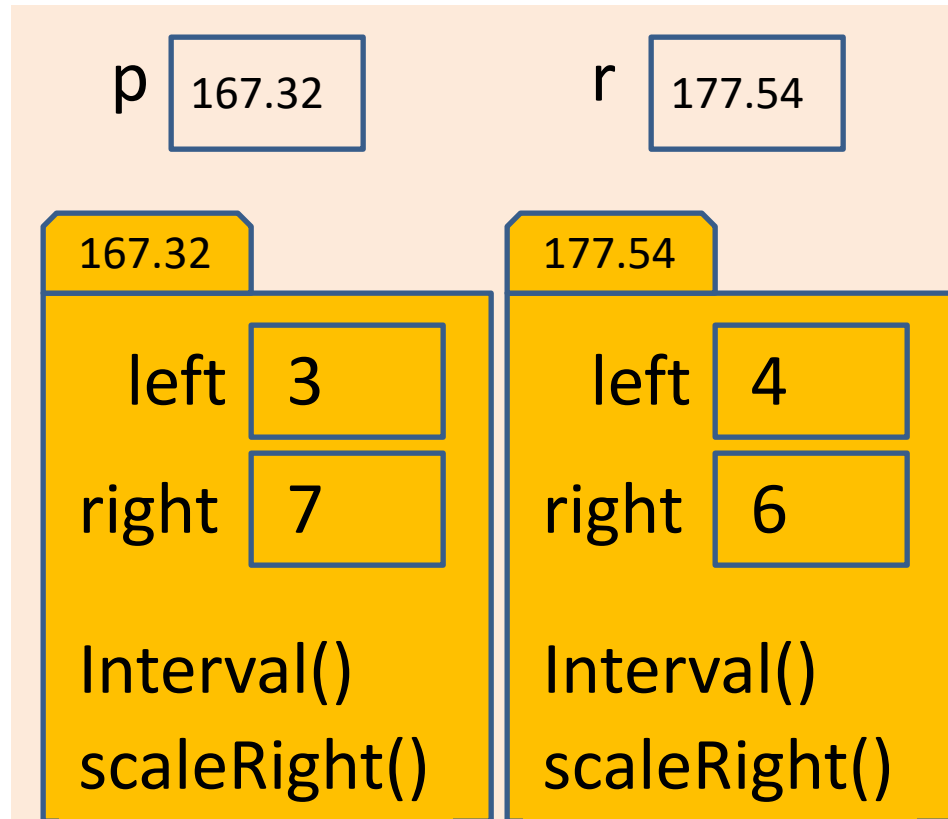 p 167.32 r 177.54
167.32 177.54
left 3 left 4
right 7 right 6
Interval() Interval()
scaleRight() scaleRight()